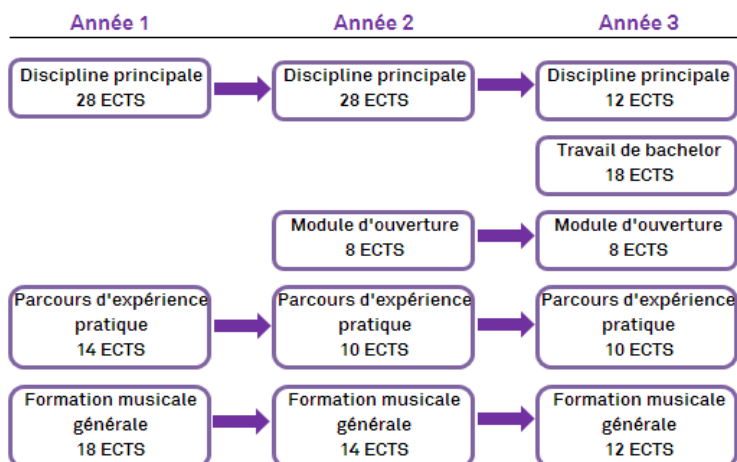 Année 1
Année 2
Année 3
Discipline principale
28 ECTS
Discipline principale
28 ECTS
Discipline principale
12 ECTS
Travail de bachelor
18 ECTS
Module d'ouverture
8 ECTS
Module d'ouverture
8 ECTS
Parcours d'expérience
pratique
14 ECTS
Parcours d'expérience
pratique
10 ECTS
Parcours d'expérience
pratique
10 ECTS
Formation musicale
générale
18 ECTS
Formation musicale
générale
14 ECTS
Formation musicale
générale
12 ECTS